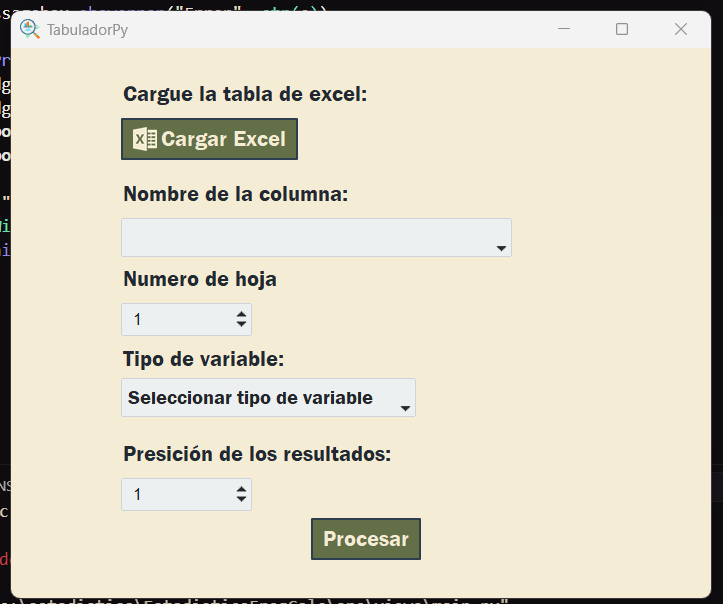 TabuladorPy
Cargue la tabla de excel:
Cargar Excel
Nombre de la columna:
Numero de hoja
1
Tipo de variable:
Seleccionar tipo de variable
Presición de los resultados:
1
Procesar